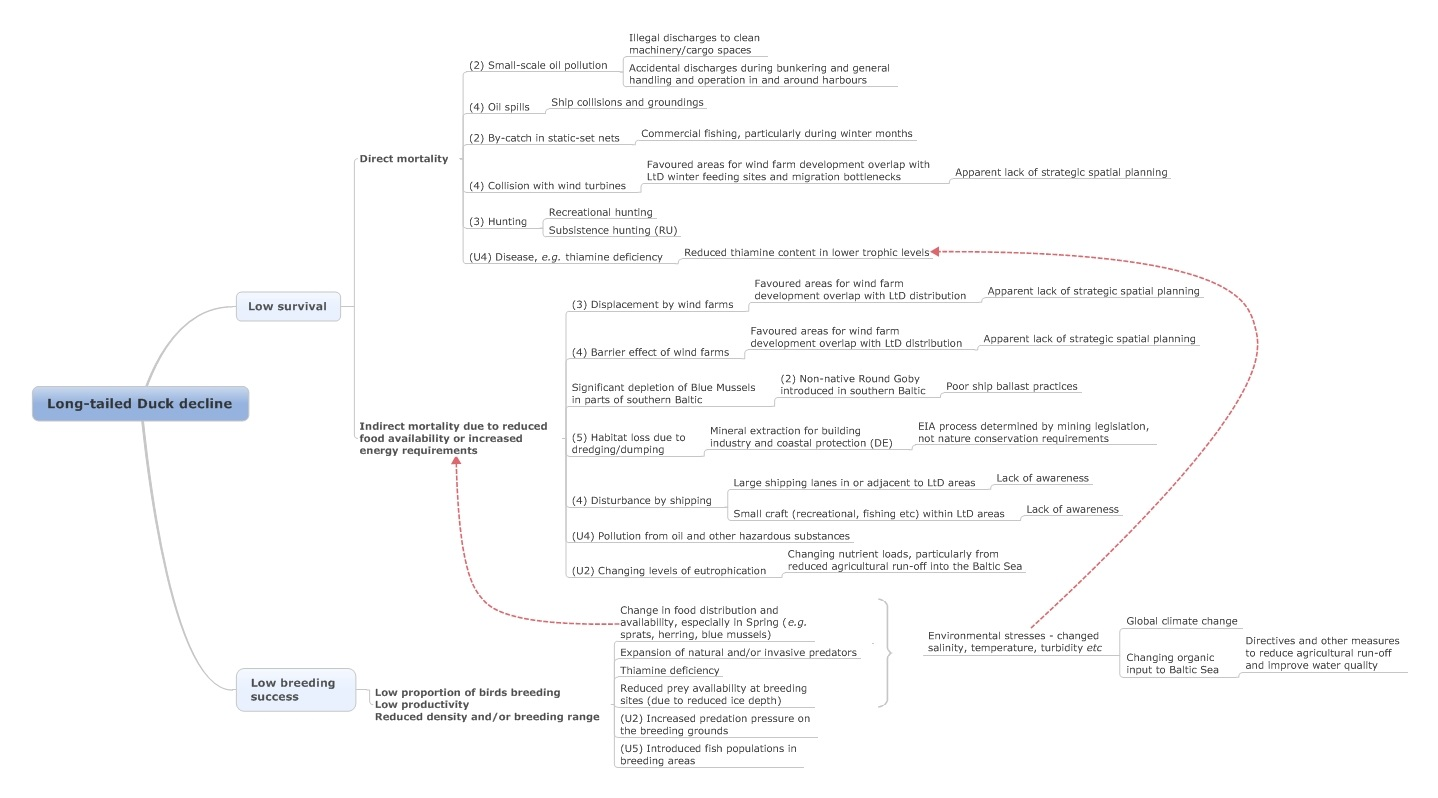 Long-tailed Duck decline
Low survival
Direct mortality
(2) Small-scale oil pollution
Illegal discharges to clean
machinery/cargo spaces
Accidental discharges during bunkering and general
handling and operation in and around harbours
(4) Oil spills
Ship collisions and groundings
(2) By-catch in static-set nets
Commercial fishing, particularly during winter months
(4) Collision with wind turbines
Favoured areas for wind farm development overlap with
LtD winter feeding sites and migration bottlenecks
Apparent lack of strategic spatial planning
(3) Hunting
Recreational hunting
Subsistence hunting (RU)
(U4) Disease, e.g. thiamine deficiency
Reduced thiamine content in lower trophic levels
Indirect mortality due to reduced
food availability or increased
energy requirements
(3) Displacement by wind farms
Favoured areas for wind farm
development overlap with LtD distribution
Apparent lack of strategic spatial planning
(4) Barrier effect of wind farms
Favoured areas for wind farm
development overlap with LtD distribution
Apparent lack of strategic spatial planning
Significant depletion of Blue Mussels
in parts of southern Baltic
(2) Non-native Round Goby
introduced in southern Baltic
Poor ship ballast practices
(5) Habitat loss due to
dredging/dumping
Mineral extraction for building
industry and coastal protection (DE)
EIA process determined by mining legislation,
not nature conservation requirements
(4) Disturbance by shipping
Large shipping lanes in or adjacent to LtD areas
Lack of awareness
Small craft (recreational, fishing etc) within LtD areas
Lack of awareness
(U4) Pollution from oil and other hazardous substances
(U2) Changing levels of eutrophication
Changing nutrient loads, particularly from
reduced agricultural run-off into the Baltic Sea
Low breeding
success
Low proportion of birds breeding
Low productivity
Reduced density and/or breeding range
Change in food distribution and
availability, especially in Spring (e.g.
sprats, herring, blue mussels)
Expansion of natural and/or invasive predators
Thiamine deficiency
Reduced prey availability at breeding
sites (due to reduced ice depth)
(U2) Increased predation pressure on
the breeding grounds
(U5) Introduced fish populations in
breeding areas
Environmental stresses - changed
salinity, temperature, turbidity etc
Global climate change
Changing organic
input to Baltic Sea
Directives and other measures
to reduce agricultural run-off
and improve water quality